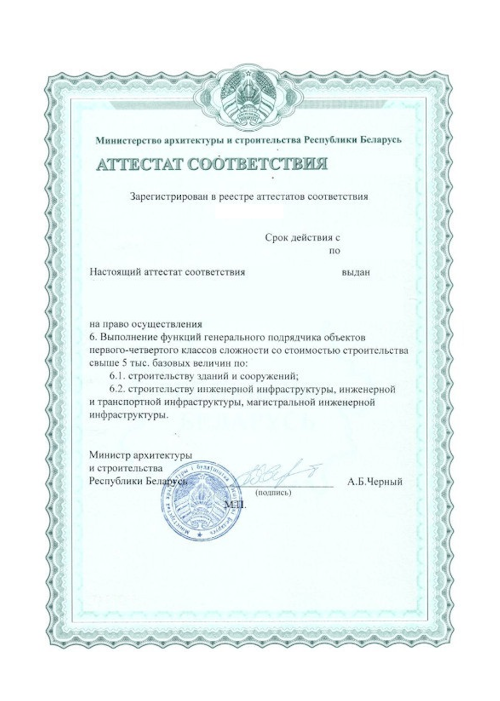 Министерство архитектуры и строительства Республики Беларусь
АТТЕСТАТ СООТВЕТСТВИЯ
Зарегистрирован в реестре аттестатов соответствия
Срок действия с
по
Настоящий аттестат соответствия выдан
на право осуществления
6. Выполнение функций генерального подрядчика объектов
первого-четвертого классов сложности со стоимостью строительства
свыше 5 тыс. базовых величин по:
6.1. строительству зданий и сооружений;
6.2. строительству инженерной инфраструктуры, инженерной
и транспортной инфраструктуры, магистральной инженерной
инфраструктуры.
Министр архитектуры
и строительства
Республики Беларусь А.Б.Черный
(подпись)
М.П.